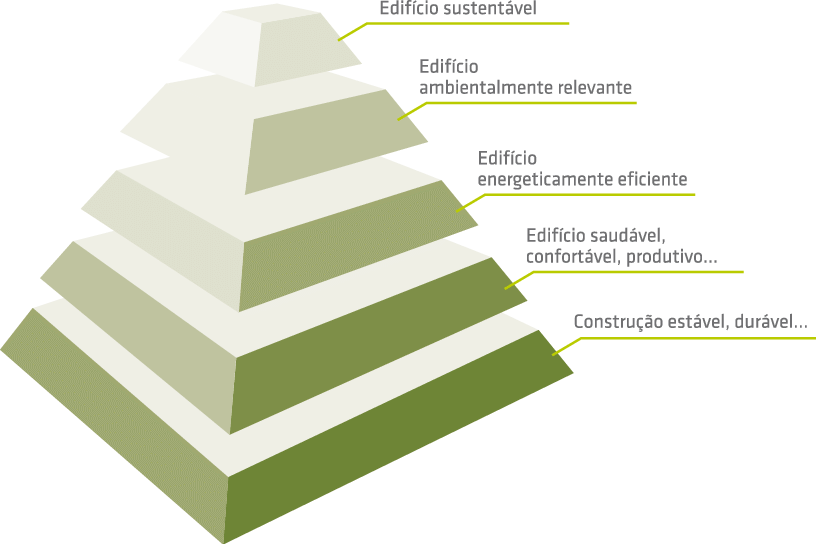 Edifício sustentável
Edifício
ambientalmente relevante
Edifício
energeticamente eficiente
Edifício saudável,
confortável, produtivo...
Construção estável, durável...